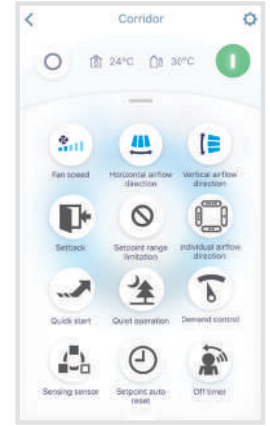 Corridor
24°C 30°C
Fan speed
Horizontal airflow
direction
Vertical airflow
direction
Setback
Setpoint range
limitation
Individual airflow
direction
Quick start
Quiet operation
Demand control
Sensing sensor
Setpoint auto
reset
Off timer